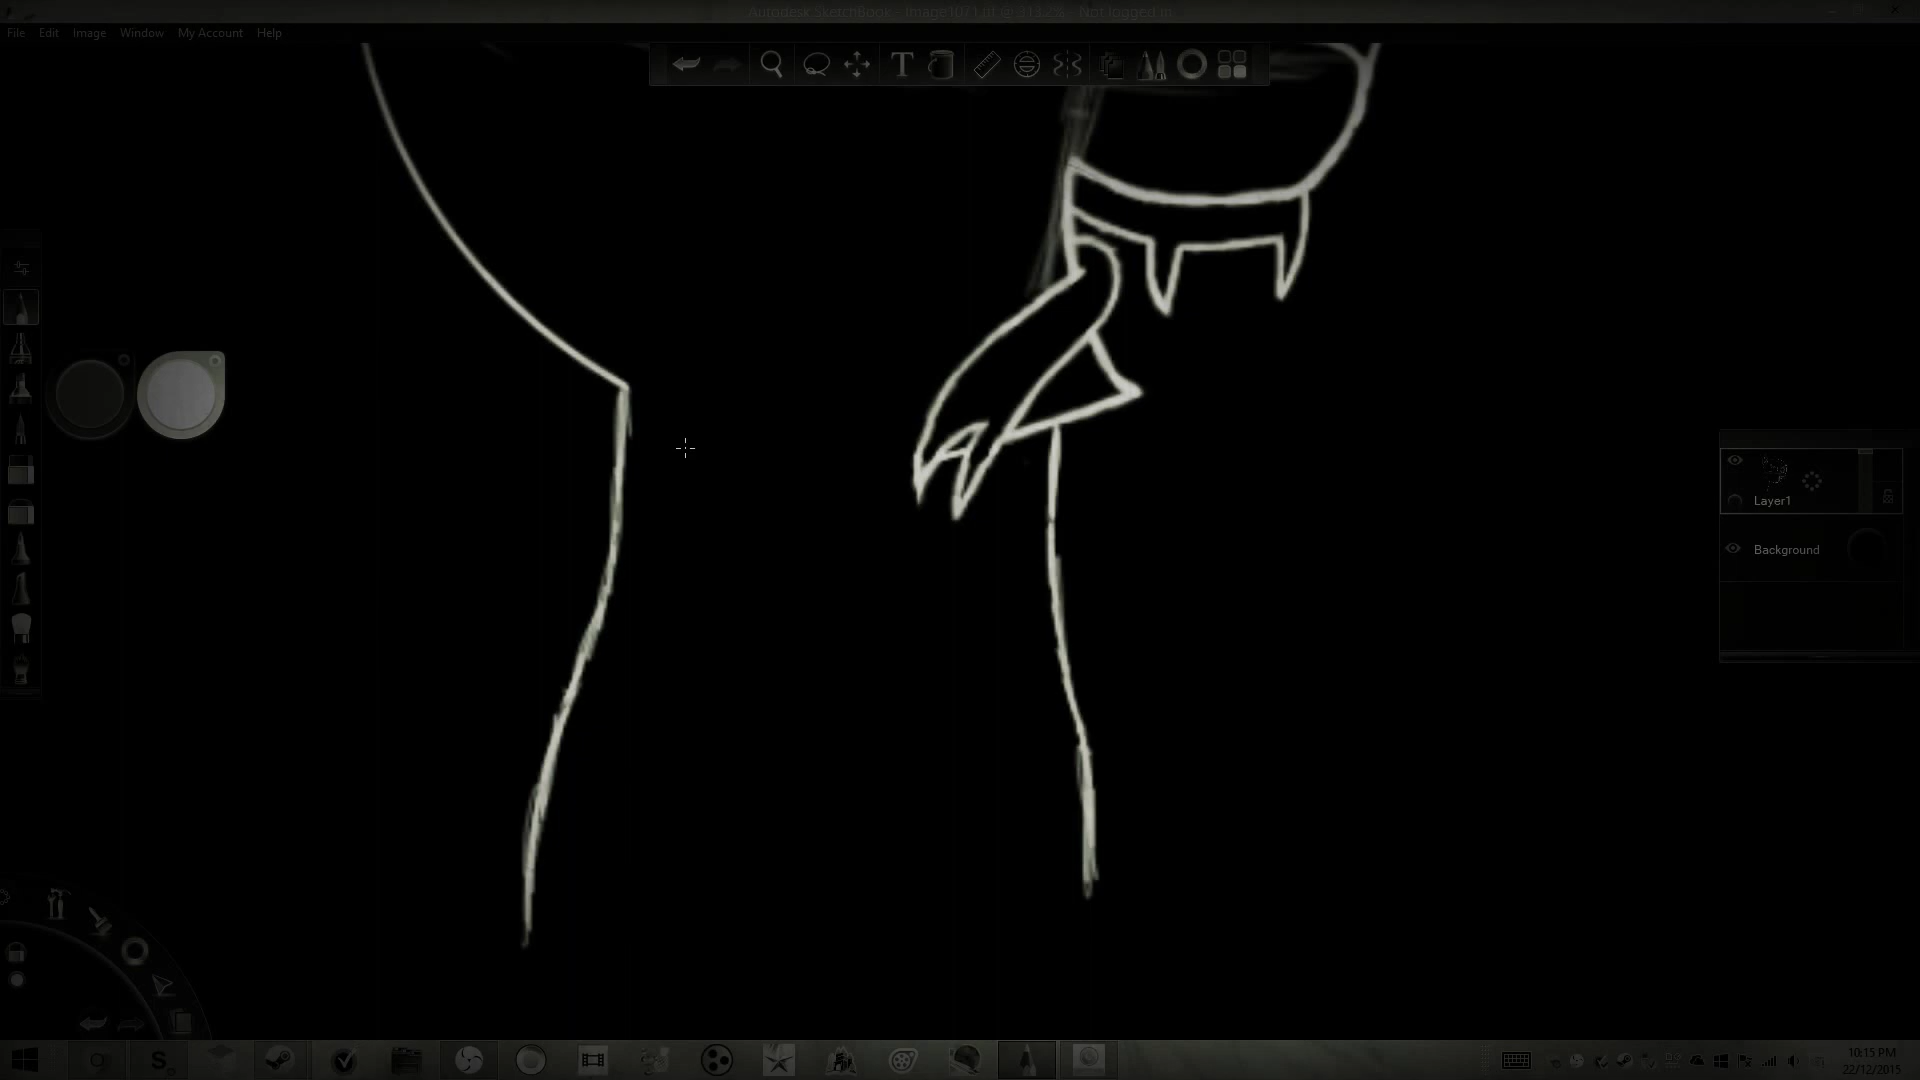 Autodesk SketchBook - Image1071.tif @ 313.2% - Not logged in
File Edit Image Window My Account Help
T
Layer1
Background
S
10:15 PM
22/12/2015